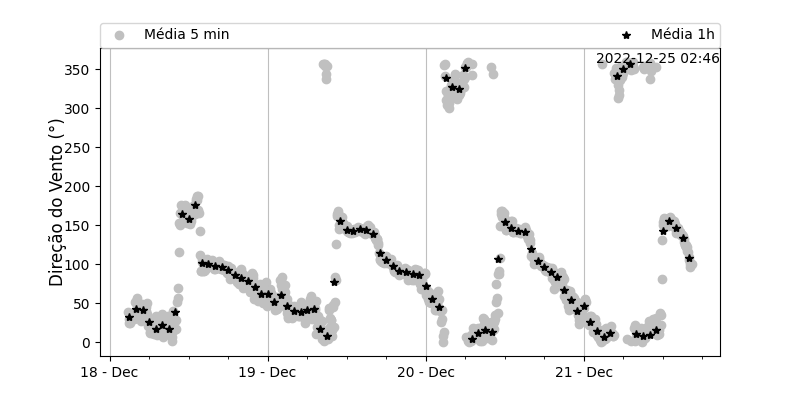 Média 5 min
Média 1h
2022-12-25 02:46
Direção do Vento (°)
350
300
250
200
150
100
50
0
18 - Dec
19 - Dec
20 - Dec
21 - Dec